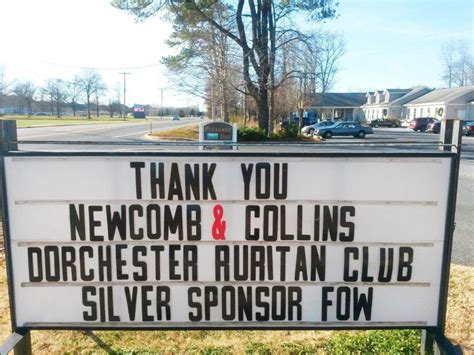 THANK YOU
NEWCOMB & COLLINS
DORCHESTER RURITAN CLUB
SILVER SPONSOR FOW